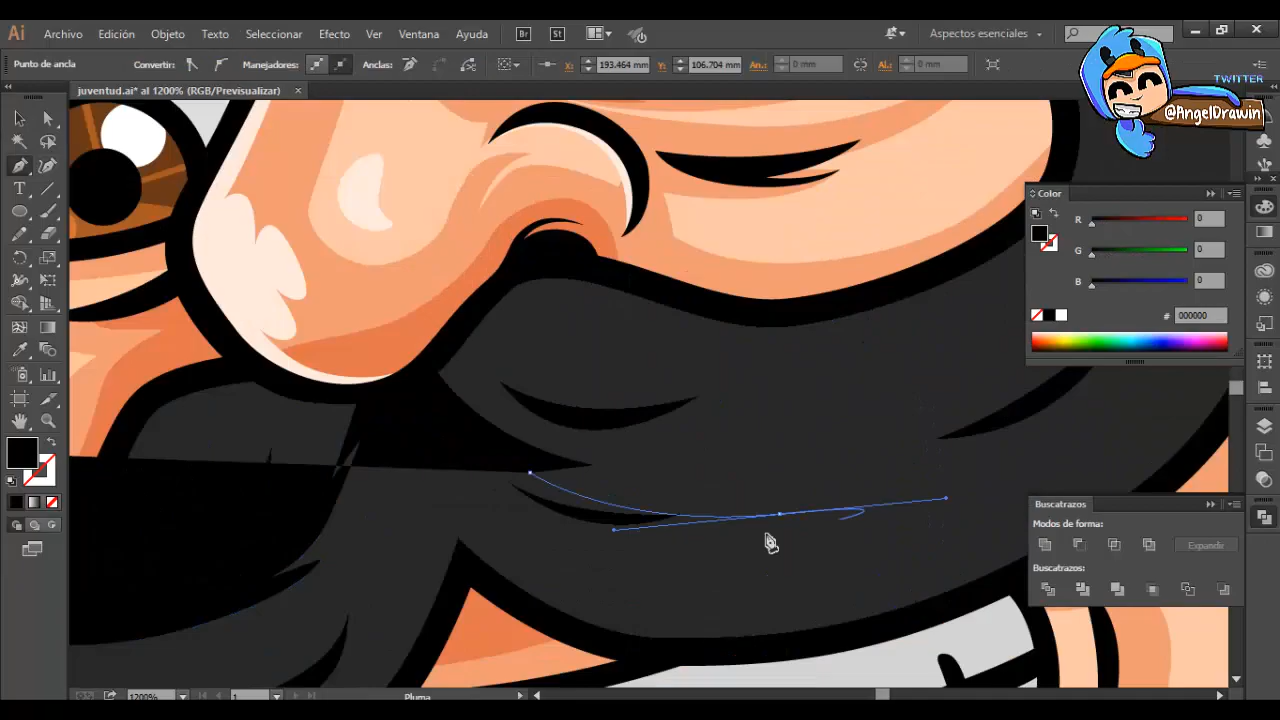 Ai Archivo Edición Objeto Texto Seleccionar Efecto Ver Ventana Ayuda Br St Aspectos esenciales
Punto de ancla Convertir: Manejadores: Anclas: X: 193.464 mm Y: 106.704 mm An.: 0 mm Al.: 0 mm
TWITTER
@AngelDrawin
juventud.ai* al 1200% (RGB/Previsualizar) ×
Color
R 0
G 0
B 0
# 000000
Buscatrazos
Modos de forma:
Expandir
Buscatrazos:
1200% 1 Pluma